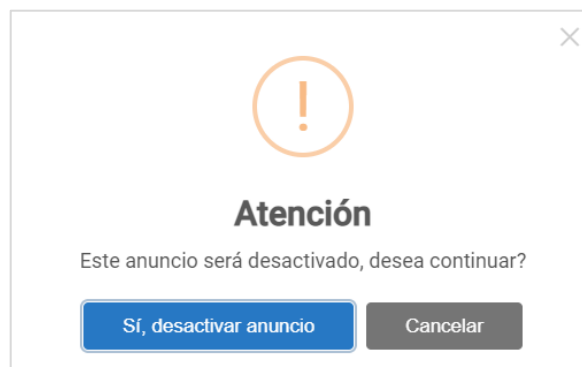 Atención
Este anuncio será desactivado, desea continuar?
Sí, desactivar anuncio
Cancelar